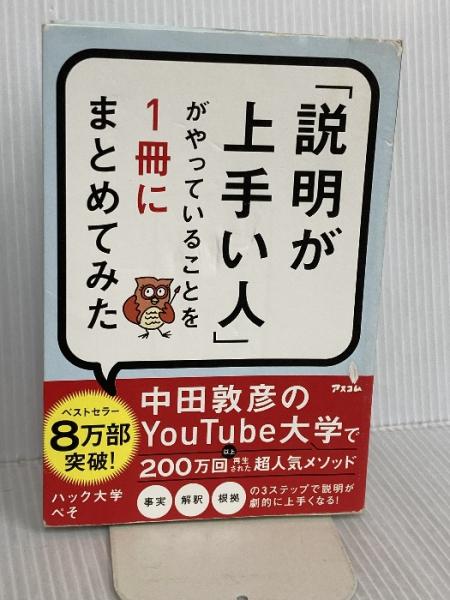 「説明が
上手い人」
がやっていることを
1冊に
まとめてみた
アスコム
ベストセラー
8万部
突破!
中田敦彦の
YouTube大学で
200万回以上再生された超人気メソッド
事実 解釈 根拠 の3ステップで説明が
劇的に上手くなる!
ハック大学
ぺそ